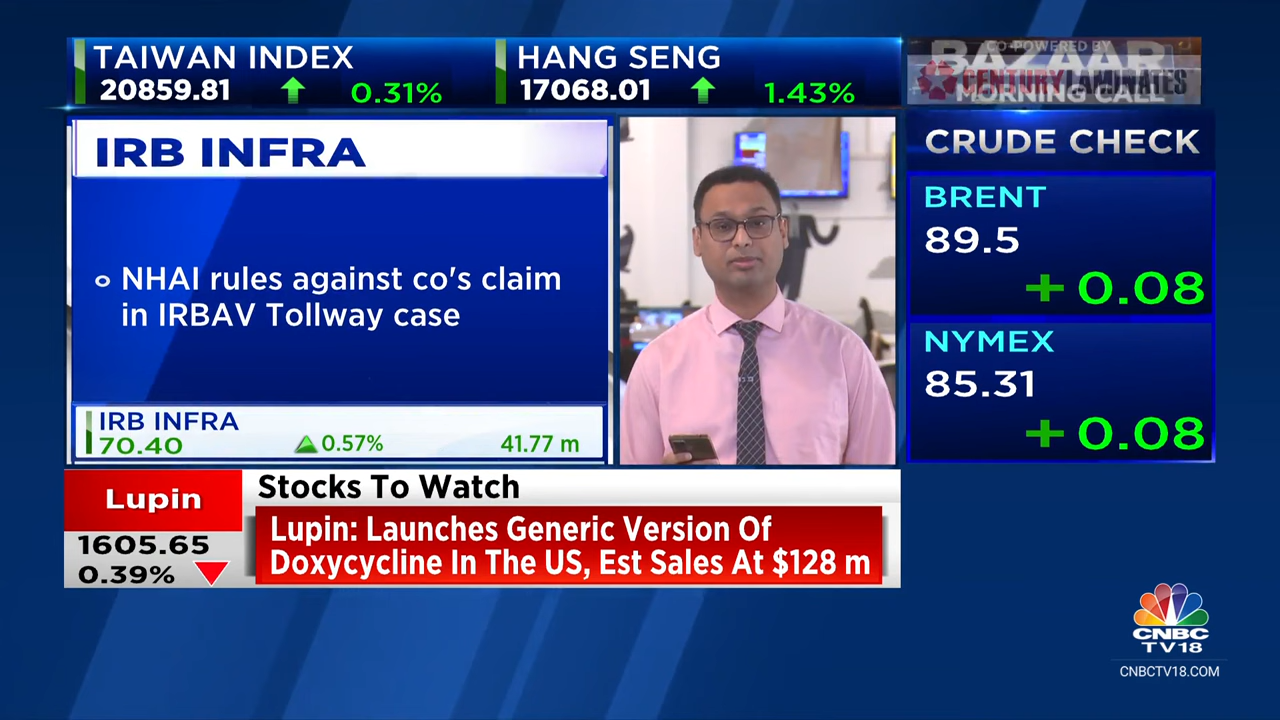 TAIWAN INDEX
20859.81 0.31%
HANG SENG
17068.01 1.43%
CO-POWERED BY
BAZAAR
MORNING CALL
CENTURYLAMINATES
IRB INFRA
NHAI rules against co's claim
in IRBAV Tollway case
IRB INFRA
70.40 0.57% 41.77 m
CRUDE CHECK
BRENT
89.5
+ 0.08
NYMEX
85.31
+ 0.08
Lupin
1605.65
0.39%
Stocks To Watch
Lupin: Launches Generic Version Of
Doxycycline In The US, Est Sales At $128 m
CNBC
TV18
CNBCTV18.COM